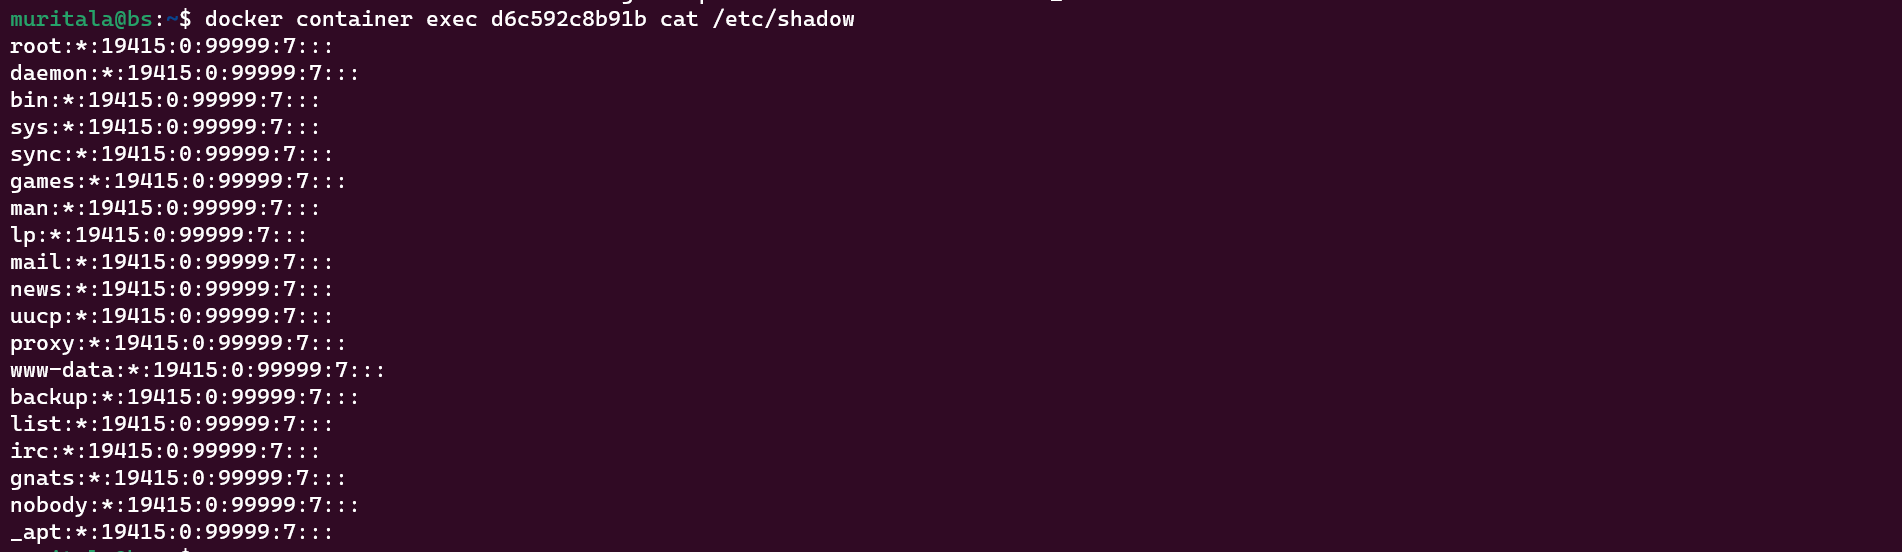 muritala@bs:~$ docker container exec d6c592c8b91b cat /etc/shadow
root:*:19415:0:99999:7:::
daemon:*:19415:0:99999:7:::
bin:*:19415:0:99999:7:::
sys:*:19415:0:99999:7:::
sync:*:19415:0:99999:7:::
games:*:19415:0:99999:7:::
man:*:19415:0:99999:7:::
lp:*:19415:0:99999:7:::
mail:*:19415:0:99999:7:::
news:*:19415:0:99999:7:::
uucp:*:19415:0:99999:7:::
proxy:*:19415:0:99999:7:::
www-data:*:19415:0:99999:7:::
backup:*:19415:0:99999:7:::
list:*:19415:0:99999:7:::
irc:*:19415:0:99999:7:::
gnats:*:19415:0:99999:7:::
nobody:*:19415:0:99999:7:::
_apt:*:19415:0:99999:7:::